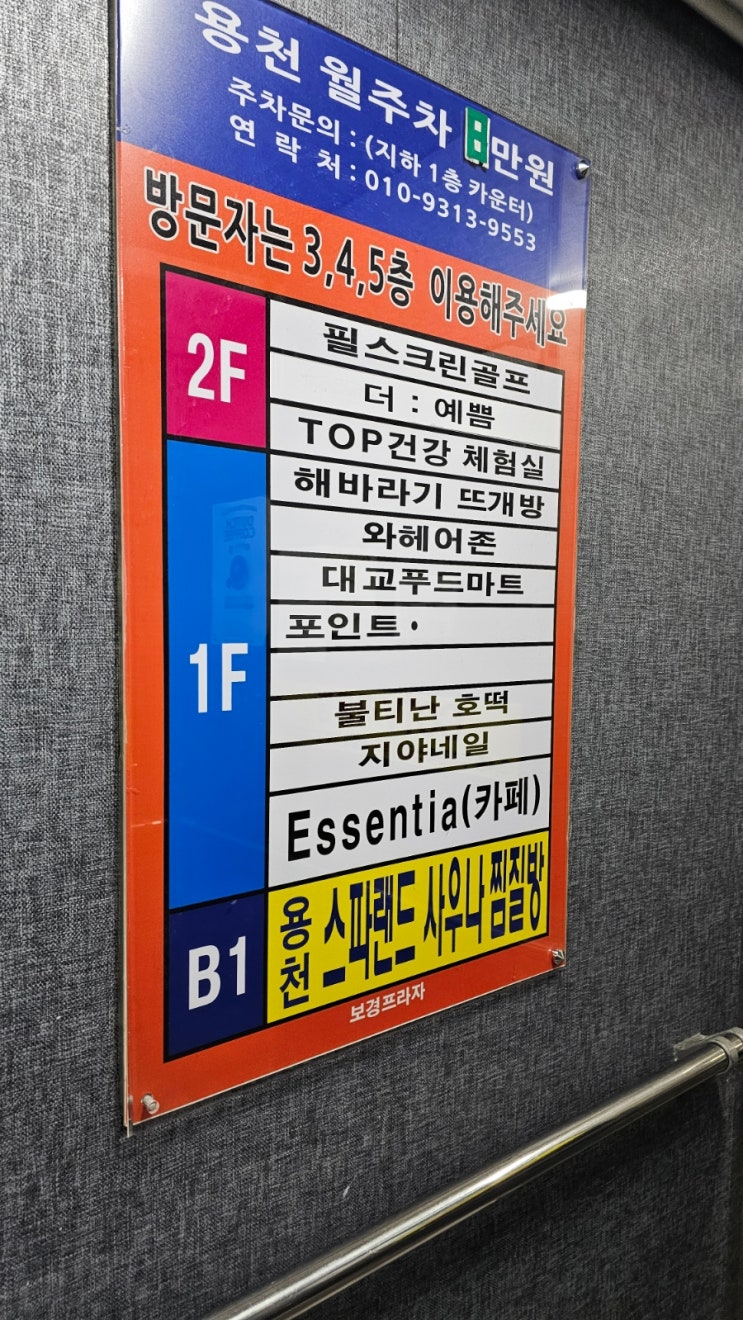 용천 월주차 8만원
주차문의 : (지하 1층 카운터)
연 락 처 : 010-9313-9553
방문자는 3,4,5층 이용해주세요
2F
필스크린골프
더 : 예쁨
TOP건강 체험실
1F
해바라기 뜨개방
와헤어존
대교푸드마트
포인트·
불티난 호떡
지야네일
Essentia(카페)
B1
용천 스파랜드 사우나 찜질방
보경프라자